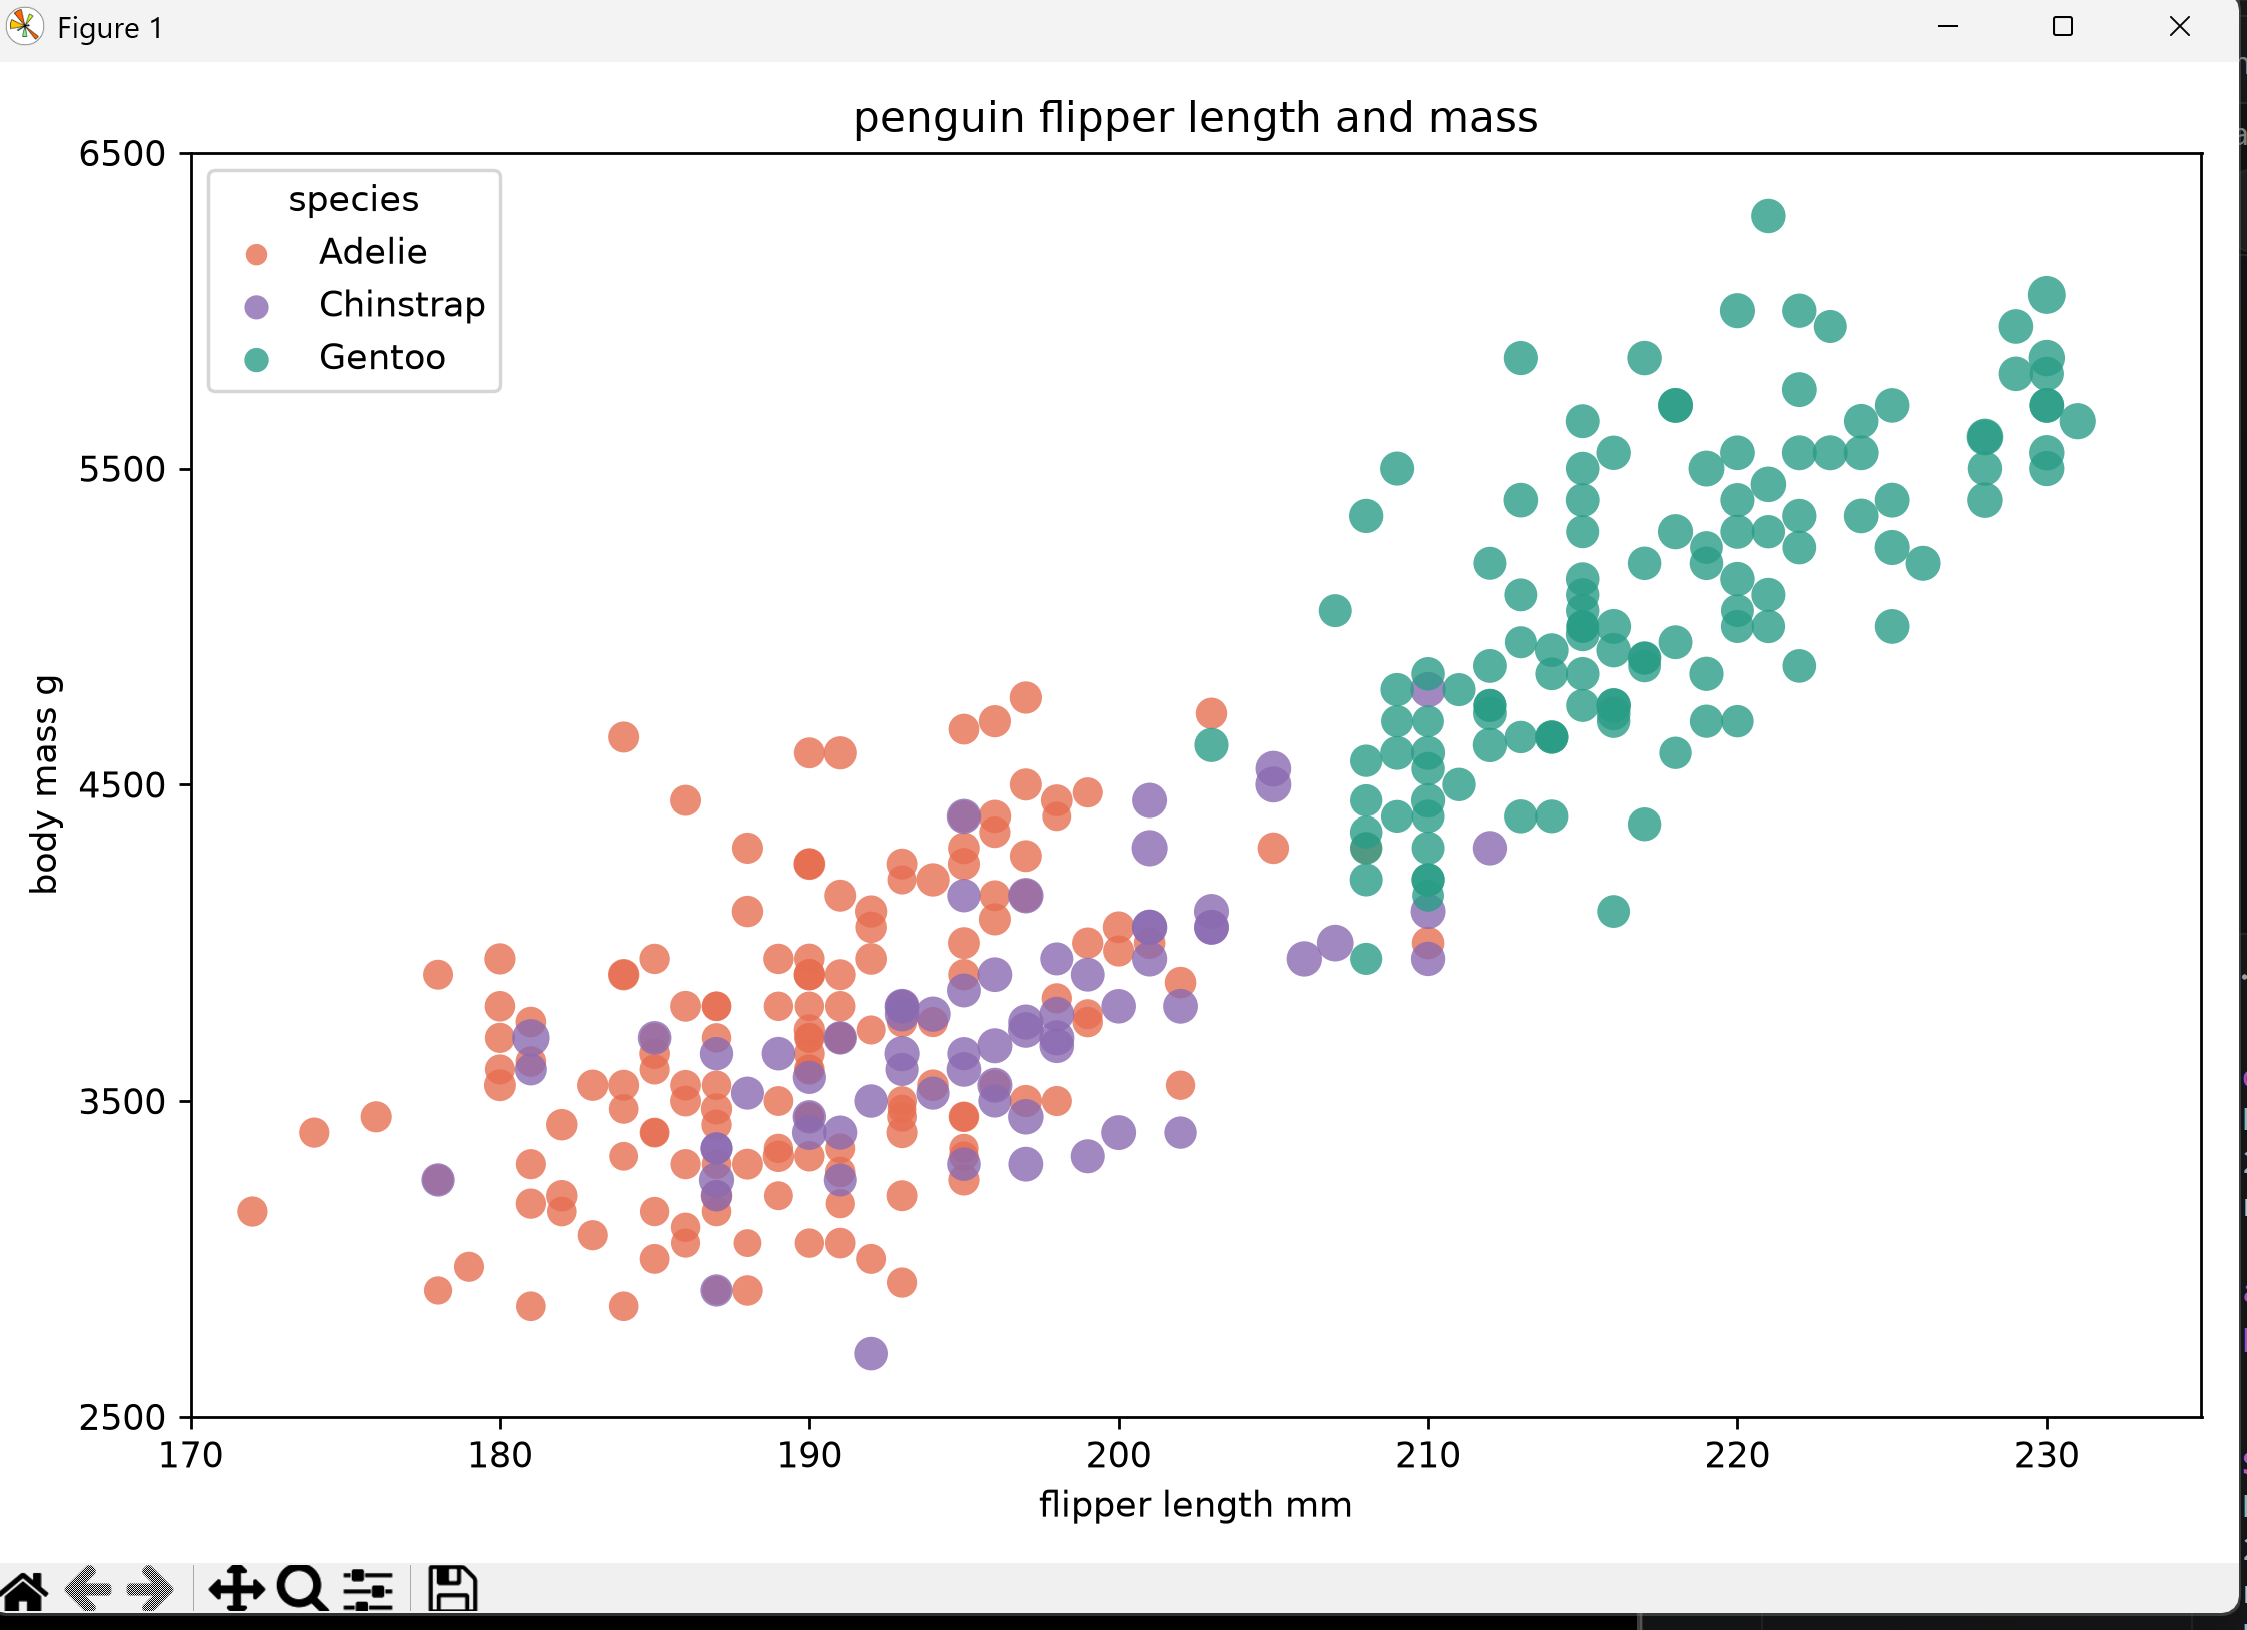 Figure 1
penguin flipper length and mass
6500
5500
4500
3500
2500
body mass g
species
Adelie
Chinstrap
Gentoo
170 180 190 200 210 220 230
flipper length mm